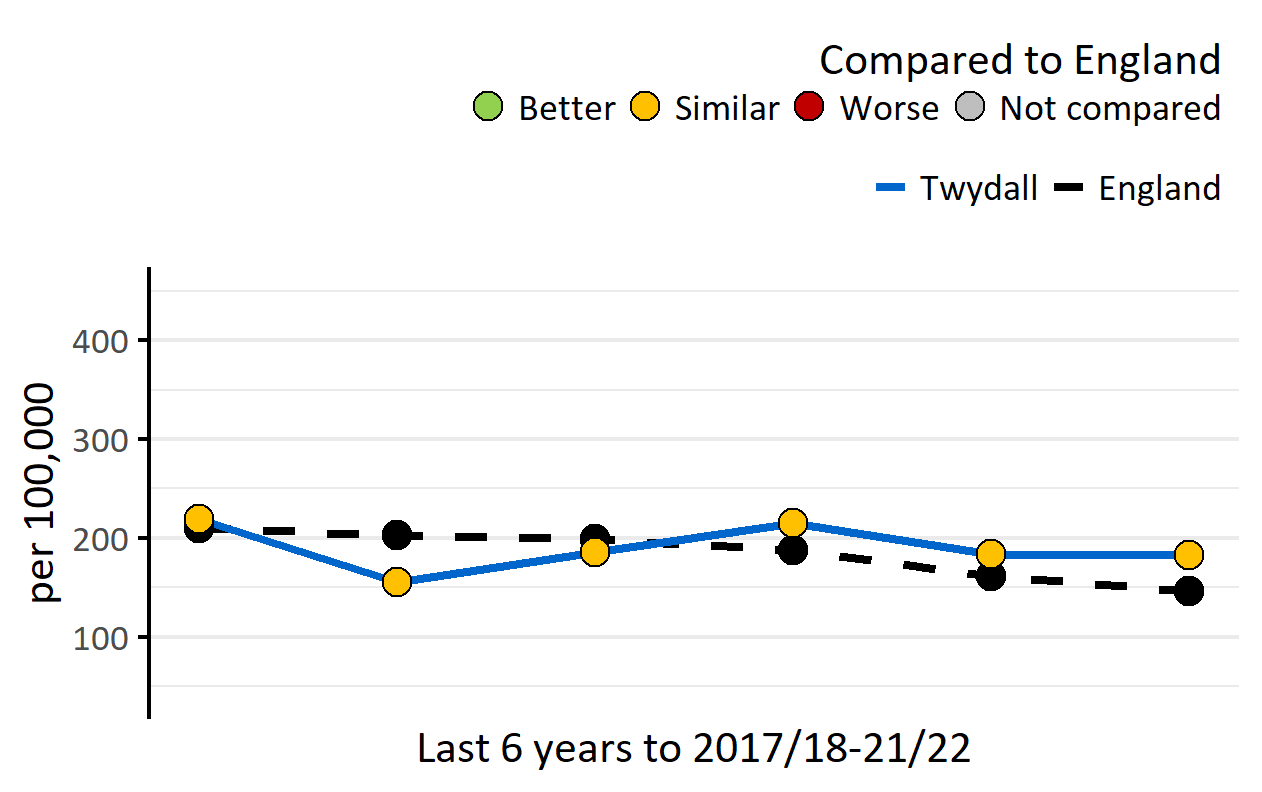 Compared to England
Better Similar Worse Not compared
Twydall England
400
300
200
100
per 100,000
Last 6 years to 2017/18-21/22